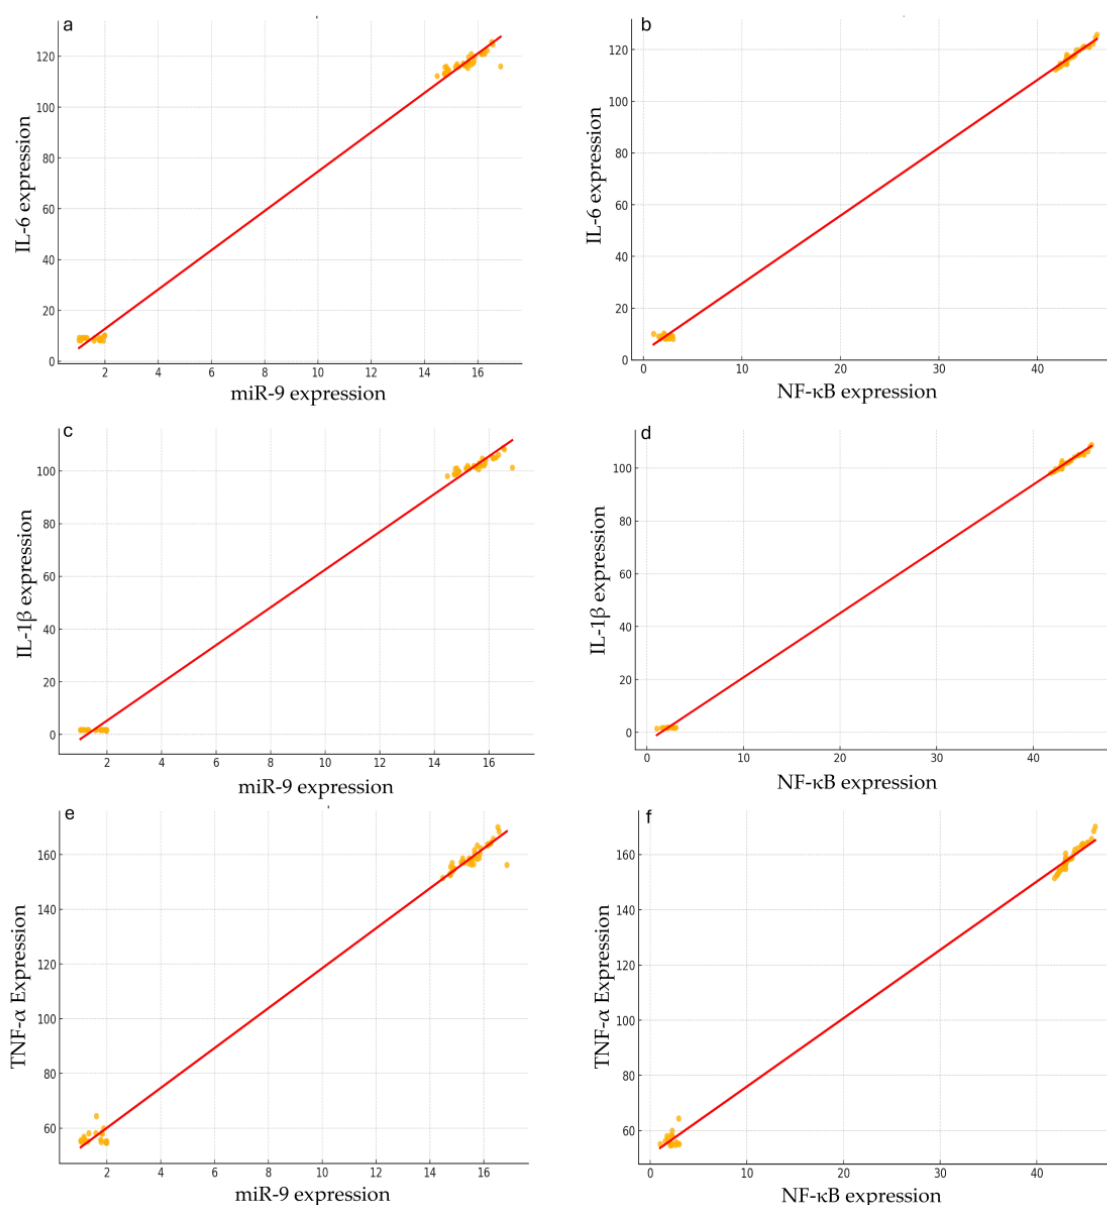 a
120
100
80
60
40
20
0
2 4 6 8 10 12 14 16
IL-6 expression
miR-9 expression
b
120
100
80
60
40
20
0
0 10 20 30 40
IL-6 expression
NF-κB expression
c
100
80
60
40
20
0
2 4 6 8 10 12 14 16
IL-1β expression
miR-9 expression
d
100
80
60
40
20
0
0 10 20 30 40
IL-1β expression
NF-κB expression
e
160
140
120
100
80
60
2 4 6 8 10 12 14 16
TNF-α Expression
miR-9 expression
f
160
140
120
100
80
60
0 10 20 30 40
TNF-α Expression
NF-κB expression